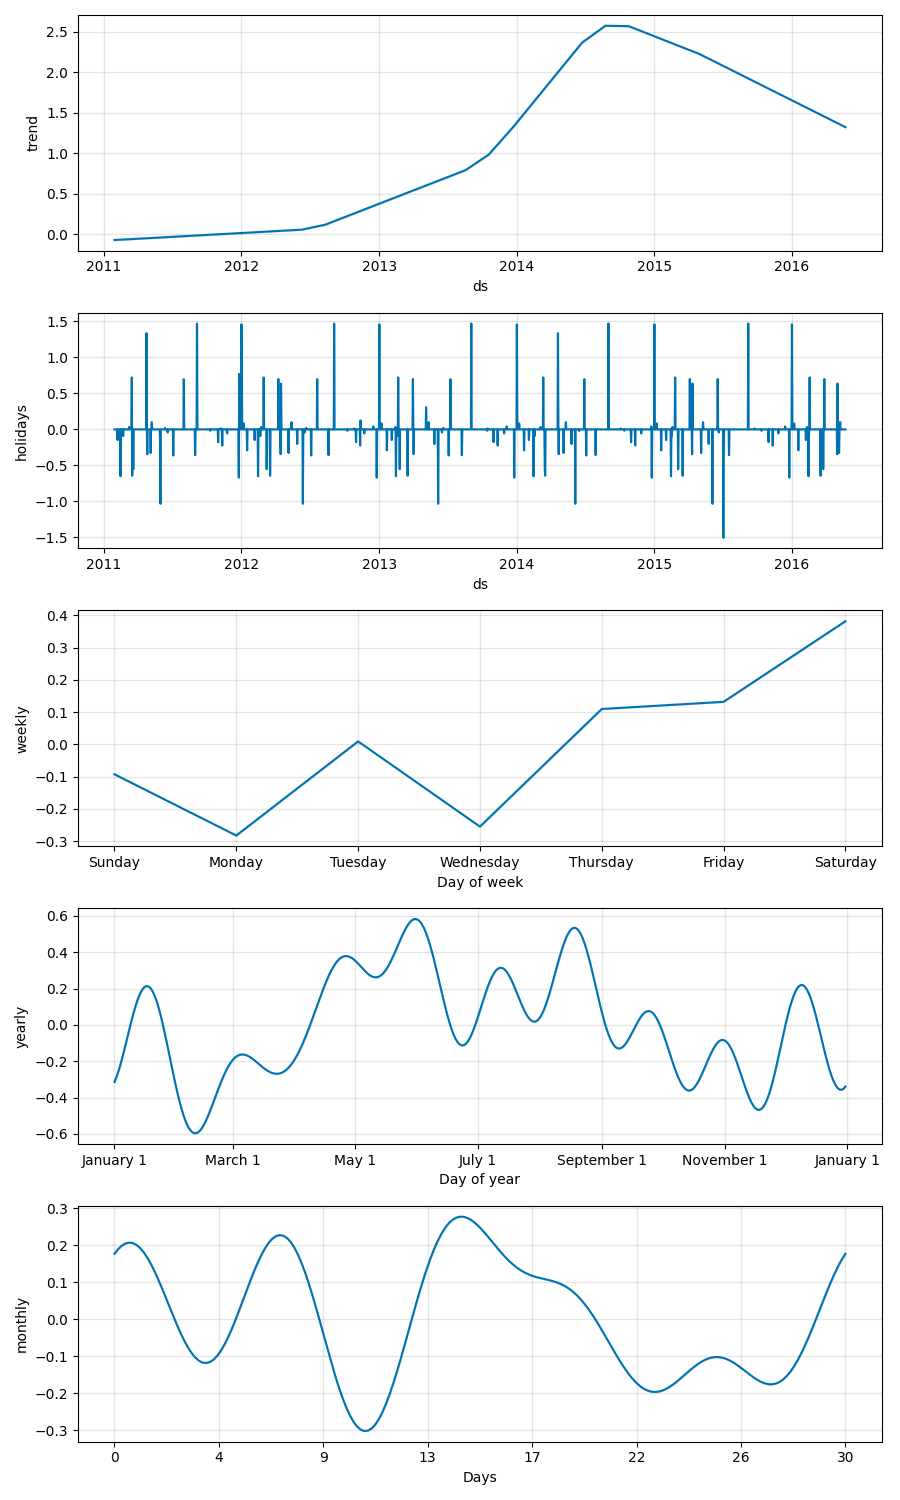 2.5
2.0
1.5
1.0
0.5
0.0
trend
2011 2012 2013 2014 2015 2016
ds
1.5
1.0
0.5
0.0
−0.5
−1.0
−1.5
holidays
2011 2012 2013 2014 2015 2016
ds
0.4
0.3
0.2
0.1
0.0
−0.1
−0.2
−0.3
weekly
Sunday Monday Tuesday Wednesday Thursday Friday Saturday
Day of week
0.6
0.4
0.2
0.0
−0.2
−0.4
−0.6
yearly
January 1 March 1 May 1 July 1 September 1 November 1 January 1
Day of year
0.3
0.2
0.1
0.0
−0.1
−0.2
−0.3
monthly
0 4 9 13 17 22 26 30
Days